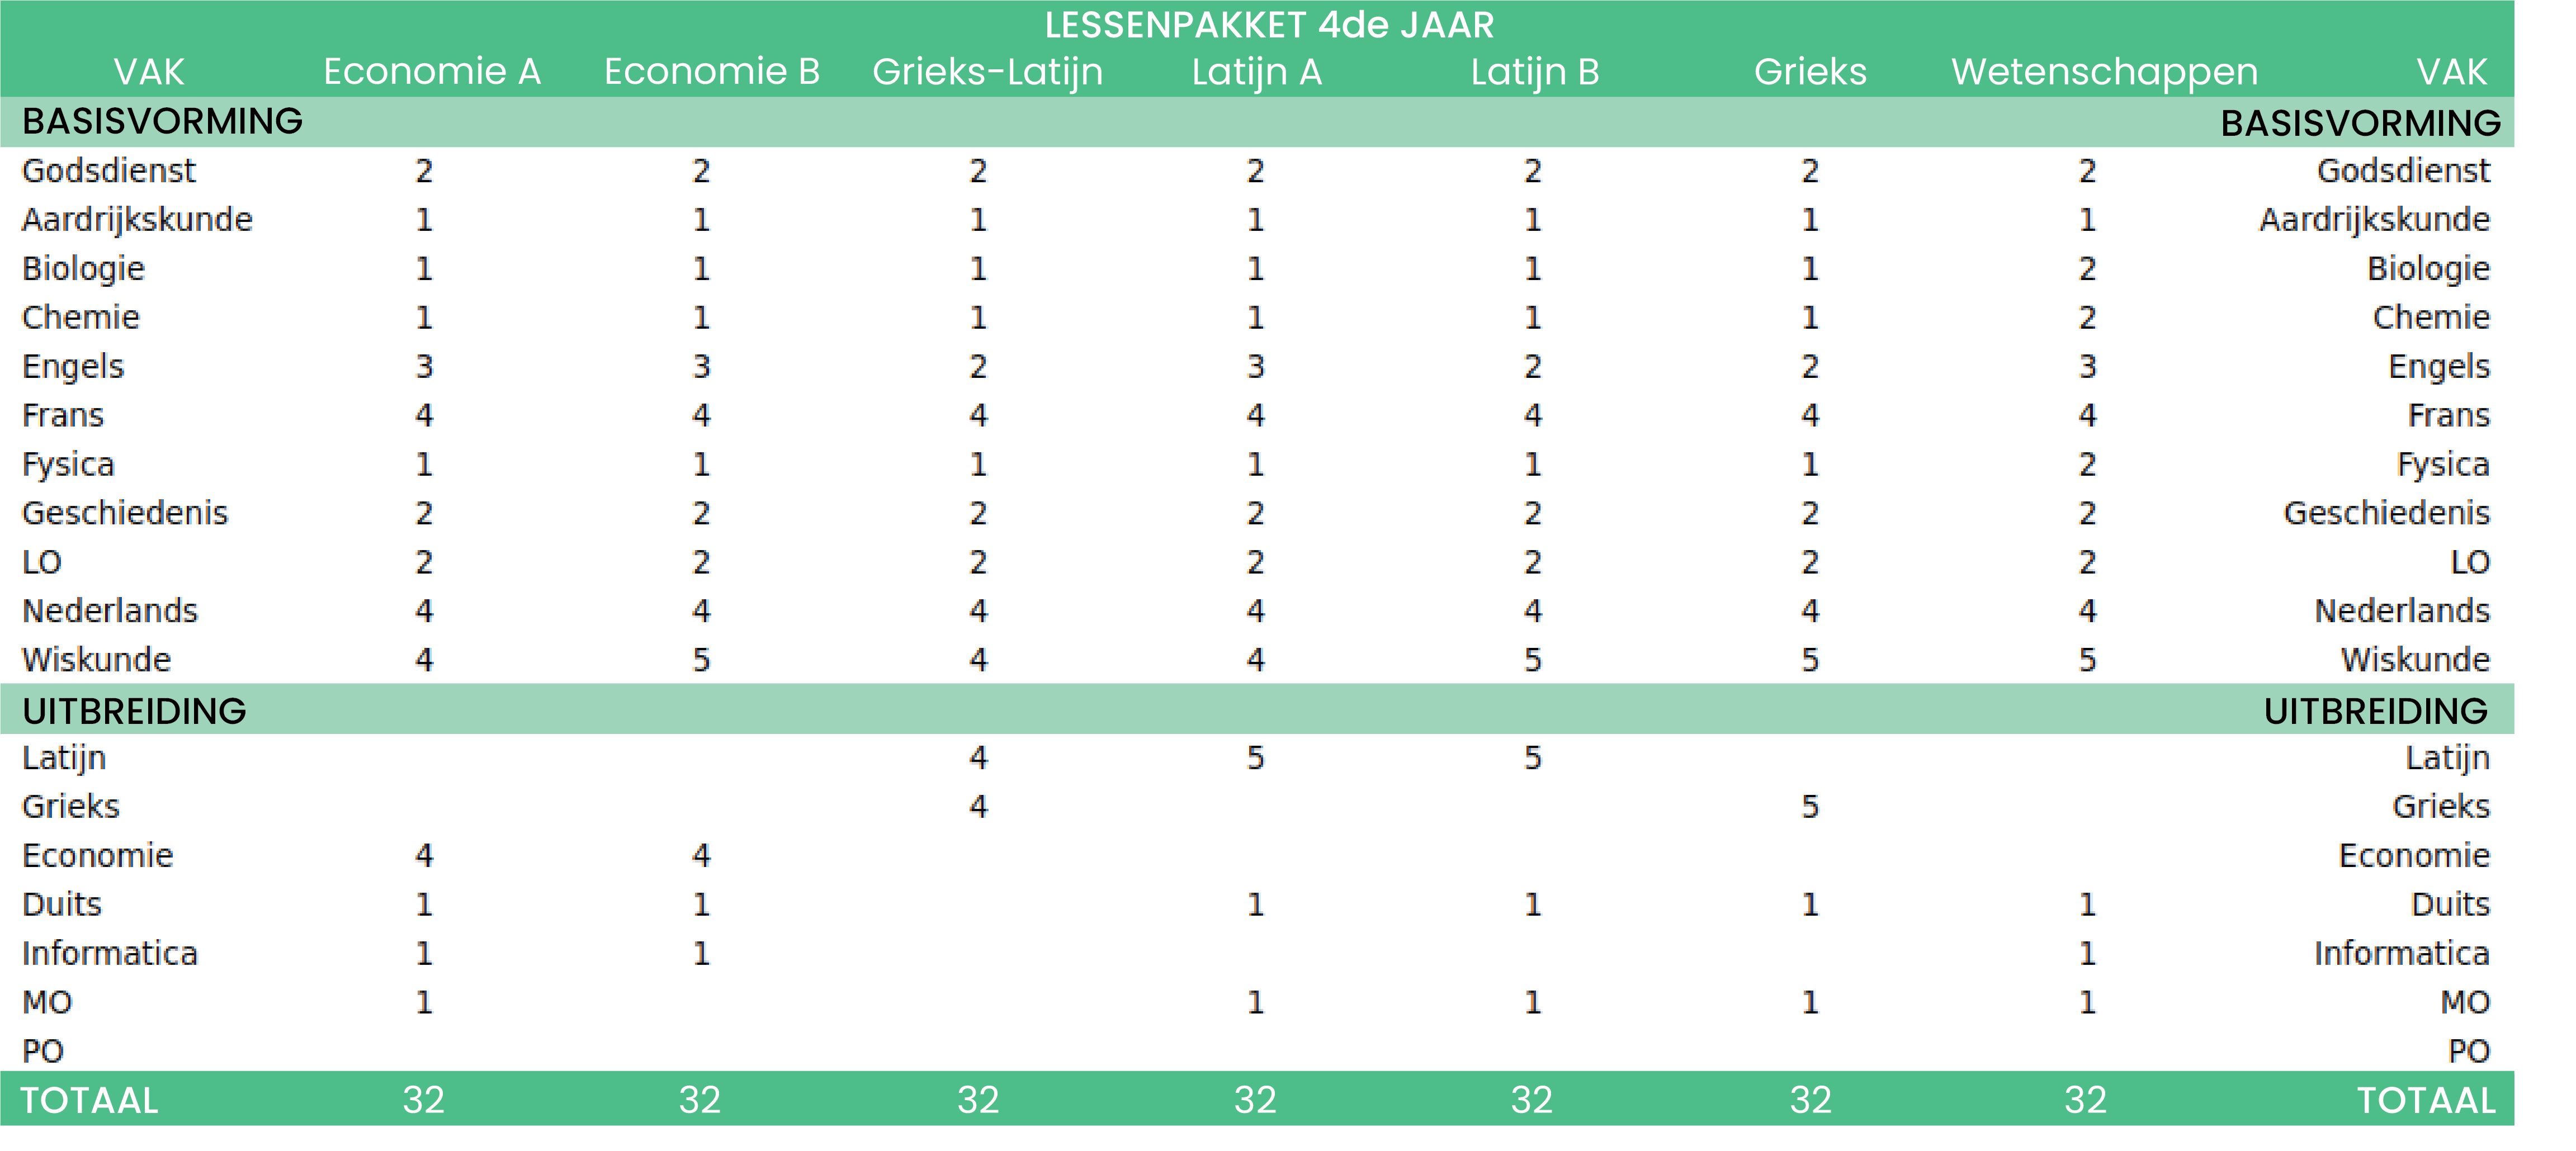 LESSENPAKKET 4de JAAR
VAK Economie A Economie B Grieks-Latijn Latijn A Latijn B Grieks Wetenschappen VAK
BASISVORMING BASISVORMING
Godsdienst 2 2 2 2 2 2 2 Godsdienst
Aardrijkskunde 1 1 1 1 1 1 1 Aardrijkskunde
Biologie 1 1 1 1 1 1 2 Biologie
Chemie 1 1 1 1 1 1 2 Chemie
Engels 3 3 2 3 2 2 3 Engels
Frans 4 4 4 4 4 4 4 Frans
Fysica 1 1 1 1 1 1 2 Fysica
Geschiedenis 2 2 2 2 2 2 2 Geschiedenis
LO 2 2 2 2 2 2 2 LO
Nederlands 4 4 4 4 4 4 4 Nederlands
Wiskunde 4 5 4 4 5 5 5 Wiskunde
UITBREIDING UITBREIDING
Latijn 4 5 5 Latijn
Grieks 4 5 Grieks
Economie 4 4 Economie
Duits 1 1 1 1 1 1 Duits
Informatica 1 1 1 Informatica
MO 1 1 1 1 1 MO
PO PO
TOTAAL 32 32 32 32 32 32 32 TOTAAL